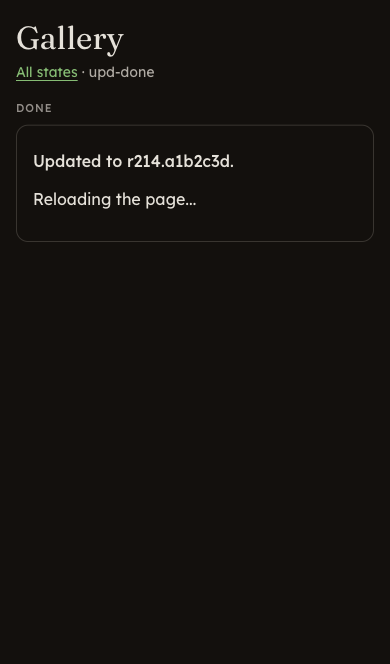 Gallery
All states · upd-done
DONE
Updated to r214.a1b2c3d.
Reloading the page...